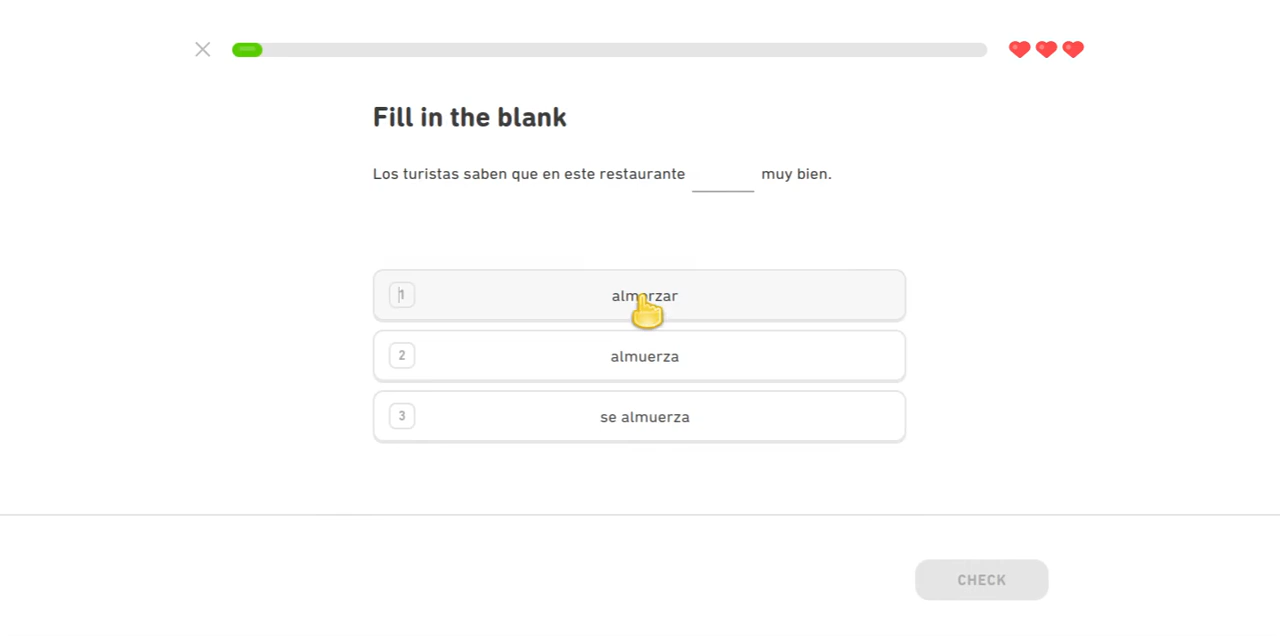 Fill in the blank
Los turistas saben que en este restaurante ______ muy bien.
1 almorzar
2 almuerza
3 se almuerza
CHECK